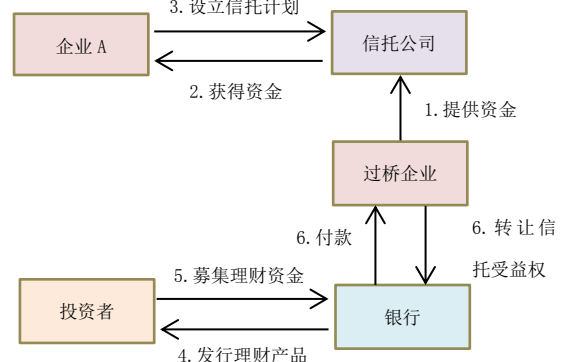 3.设立信托计划
企业 A
信托公司
2.获得资金
1.提供资金
过桥企业
6.付款
6. 转让信
托受益权
5.募集理财资金
投资者
银行
4.发行理财产品